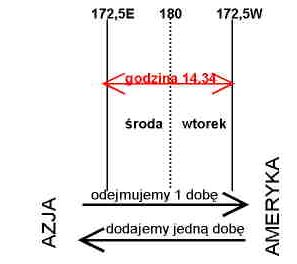 172,5E 180 172,5W
godzina 14.34
środa wtorek
odejmujemy 1 dobę
dodajemy jedną dobę
AZJA
AMERYKA